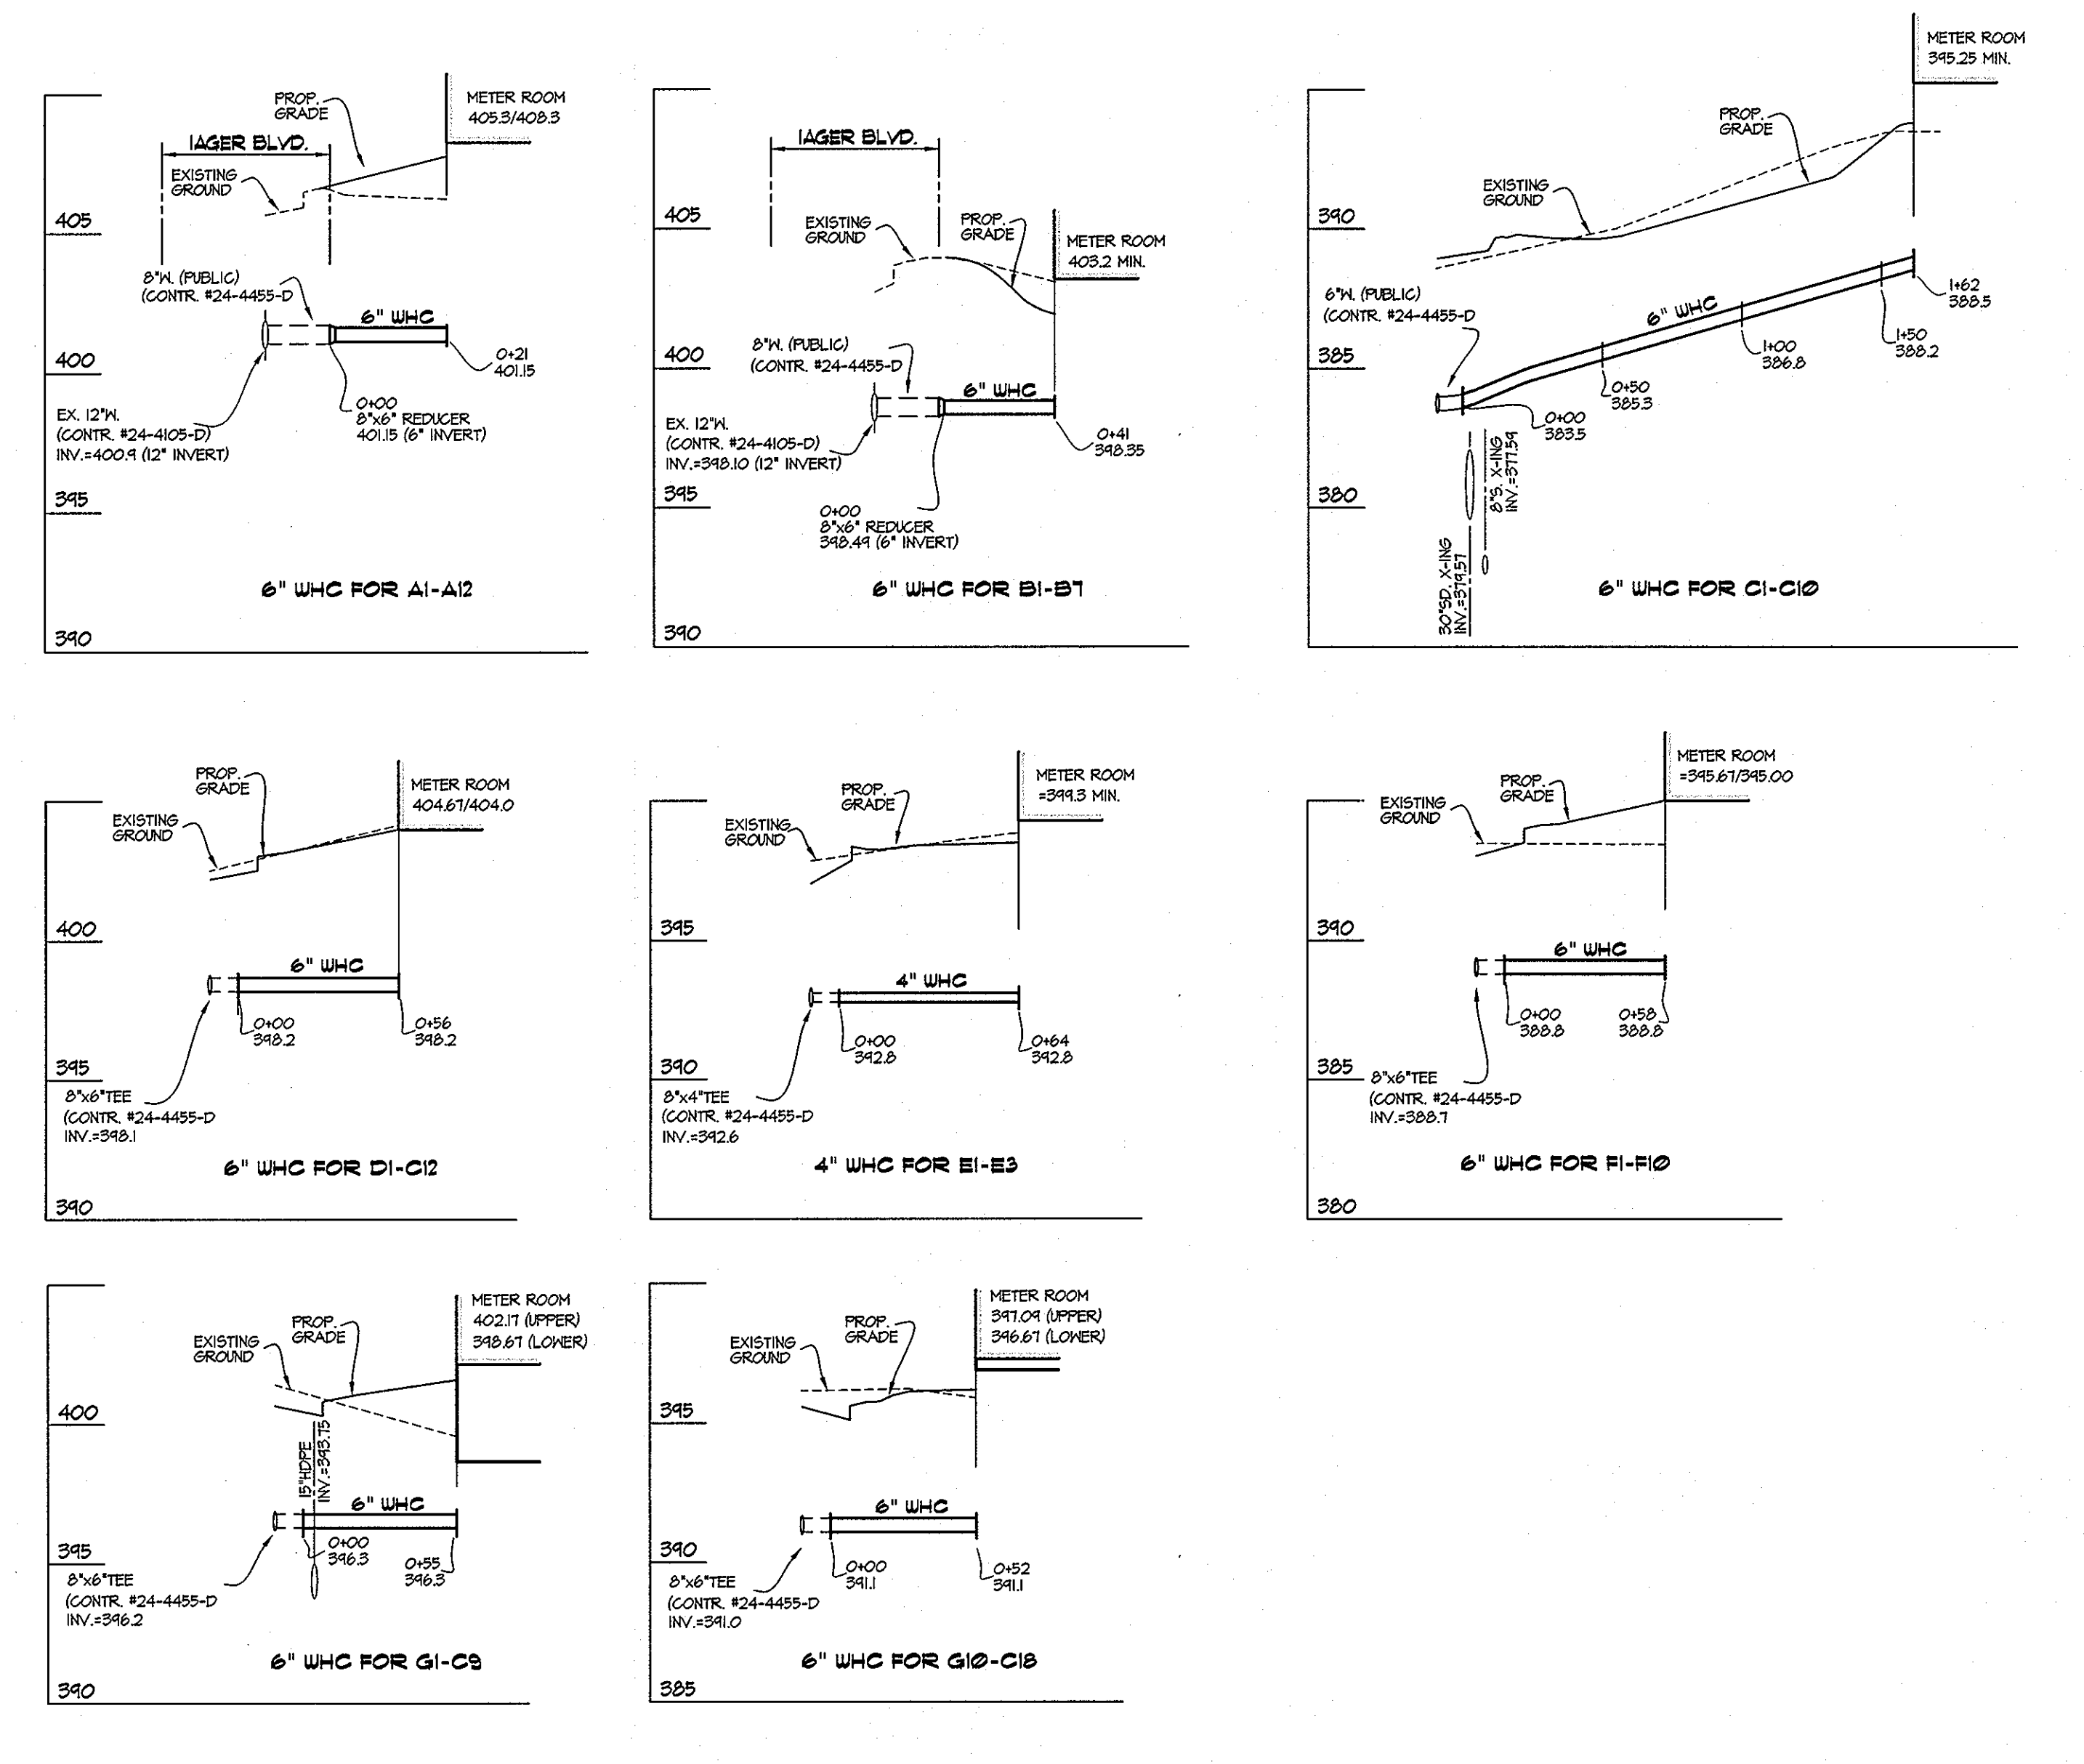 PROP.
GRADE
METER ROOM
405.3/408.3
IAGER BLVD.
EXISTING
GROUND
405
8"W. (PUBLIC)
(CONTR. #24-4455-D
6" WHC
400
0+21
401.15
EX. 12"W.
(CONTR. #24-4105-D)
INV.=400.9 (12" INVERT)
0+00
8"x6" REDUCER
401.15 (6" INVERT)
395
6" WHC FOR A1-A12
390
IAGER BLVD.
405
EXISTING
GROUND
PROP.
GRADE
METER ROOM
403.2 MIN.
8"W. (PUBLIC)
(CONTR. #24-4455-D
400
6" WHC
EX. 12"W.
(CONTR. #24-4105-D)
INV.=398.10 (12" INVERT)
0+41
398.35
395
0+00
8"x6" REDUCER
398.49 (6" INVERT)
6" WHC FOR B1-B7
390
METER ROOM
395.25 MIN.
PROP.
GRADE
EXISTING
GROUND
390
6"W. (PUBLIC)
(CONTR. #24-4455-D
6" WHC
1+62
388.5
1+50
388.2
1+00
386.8
385
0+50
385.3
0+00
383.5
380
8"S. X-ING
INV.=377.59
30"SD. X-ING
INV.=379.57
6" WHC FOR C1-C10
PROP.
GRADE
METER ROOM
404.67/404.0
EXISTING
GROUND
400
6" WHC
0+00
398.2
0+56
398.2
395
8"x6"TEE
(CONTR. #24-4455-D
INV.=398.1
6" WHC FOR D1-C12
390
PROP.
GRADE
METER ROOM
=399.3 MIN.
EXISTING
GROUND
395
4" WHC
0+00
392.8
0+64
392.8
390
8"x4"TEE
(CONTR. #24-4455-D
INV.=392.6
4" WHC FOR E1-E3
METER ROOM
=395.67/395.00
PROP.
GRADE
EXISTING
GROUND
390
6" WHC
0+00
388.8
0+58
388.8
385
8"x6"TEE
(CONTR. #24-4455-D
INV.=388.7
6" WHC FOR F1-F10
380
METER ROOM
402.17 (UPPER)
398.67 (LOWER)
PROP.
GRADE
EXISTING
GROUND
400
15"HDPE
INV.=393.75
6" WHC
0+00
396.3
0+55
396.3
395
8"x6"TEE
(CONTR. #24-4455-D
INV.=396.2
6" WHC FOR G1-C9
390
METER ROOM
397.09 (UPPER)
396.67 (LOWER)
PROP.
GRADE
EXISTING
GROUND
395
6" WHC
390
0+00
391.1
0+52
391.1
8"x6"TEE
(CONTR. #24-4455-D
INV.=391.0
6" WHC FOR G10-C18
385